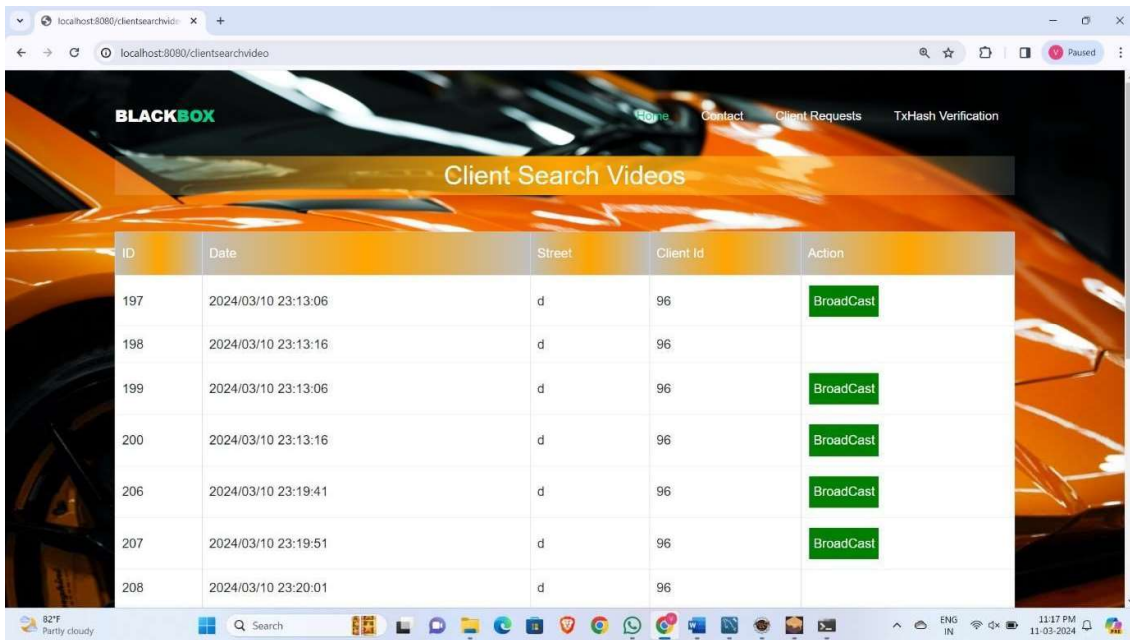 localhost:8080/clientsearchvide
localhost:8080/clientsearchvideo
V Paused
BLACKBOX
Home Contact Client Requests TxHash Verification
Client Search Videos
ID Date Street Client Id Action
197 2024/03/10 23:13:06 d 96 BroadCast
198 2024/03/10 23:13:16 d 96
199 2024/03/10 23:13:06 d 96 BroadCast
200 2024/03/10 23:13:16 d 96 BroadCast
206 2024/03/10 23:19:41 d 96 BroadCast
207 2024/03/10 23:19:51 d 96 BroadCast
208 2024/03/10 23:20:01 d 96
82°F
Partly cloudy
Search
ENG
IN
11:17 PM
11-03-2024